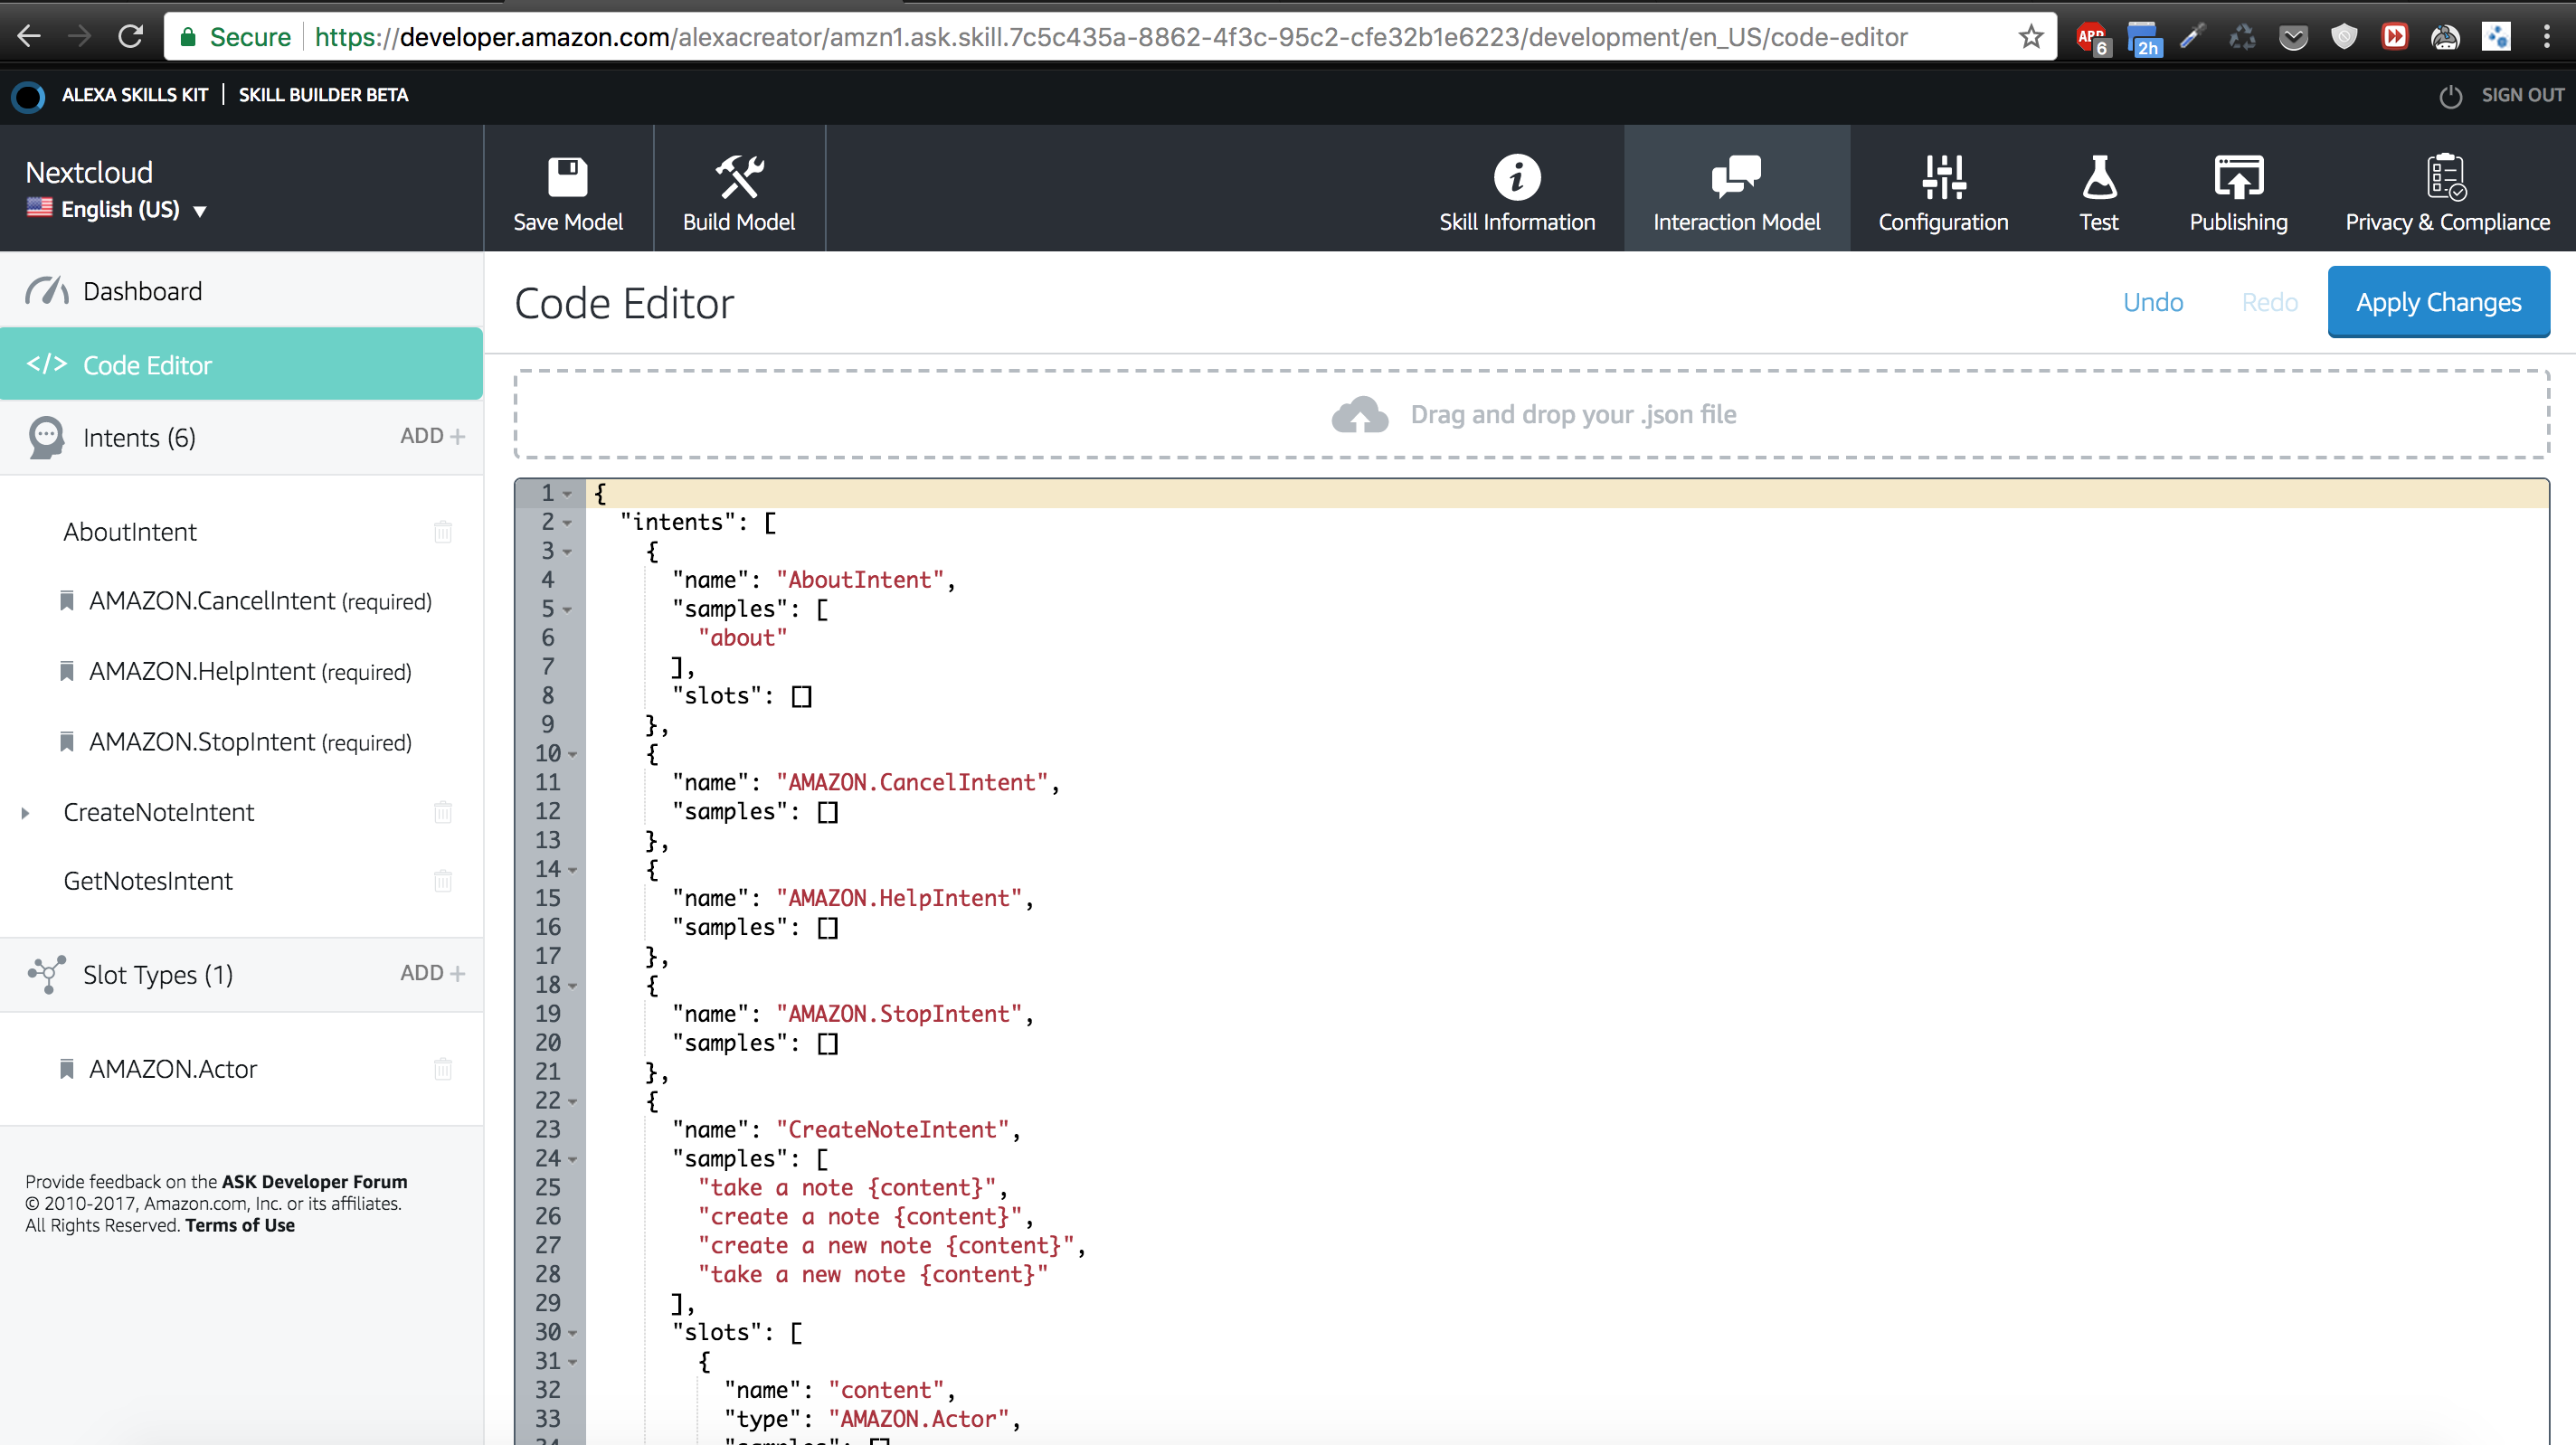 Secure https://developer.amazon.com/alexacreator/amzn1.ask.skill.7c5c435a-8862-4f3c-95c2-cfe32b1e6223/development/en_US/code-editor
ABP 6 2h
ALEXA SKILLS KIT | SKILL BUILDER BETA
SIGN OUT
Nextcloud
English (US)
Save Model
Build Model
Skill Information
Interaction Model
Configuration
Test
Publishing
Privacy & Compliance
Dashboard
</> Code Editor
Intents (6) ADD +
AboutIntent
AMAZON.CancelIntent (required)
AMAZON.HelpIntent (required)
AMAZON.StopIntent (required)
CreateNoteIntent
GetNotesIntent
Slot Types (1) ADD +
AMAZON.Actor
Provide feedback on the ASK Developer Forum
© 2010-2017, Amazon.com, Inc. or its affiliates.
All Rights Reserved. Terms of Use
Code Editor
Undo
Redo
Apply Changes
Drag and drop your .json file
1 {
2 "intents": [
3 {
4 "name": "AboutIntent",
5 "samples": [
6 "about"
7 ],
8 "slots": []
9 },
10 {
11 "name": "AMAZON.CancelIntent",
12 "samples": []
13 },
14 {
15 "name": "AMAZON.HelpIntent",
16 "samples": []
17 },
18 {
19 "name": "AMAZON.StopIntent",
20 "samples": []
21 },
22 {
23 "name": "CreateNoteIntent",
24 "samples": [
25 "take a note {content}",
26 "create a note {content}",
27 "create a new note {content}",
28 "take a new note {content}"
29 ],
30 "slots": [
31 {
32 "name": "content",
33 "type": "AMAZON.Actor",
34 "samples": []